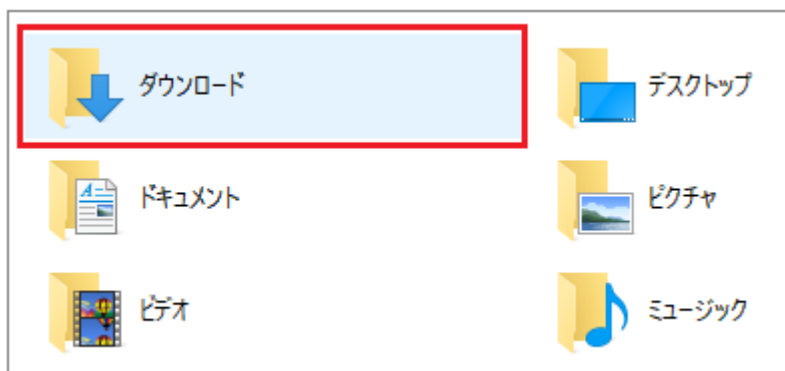 ダウンロード
デスクトップ
ドキュメント
ピクチャ
ビデオ
ミュージック